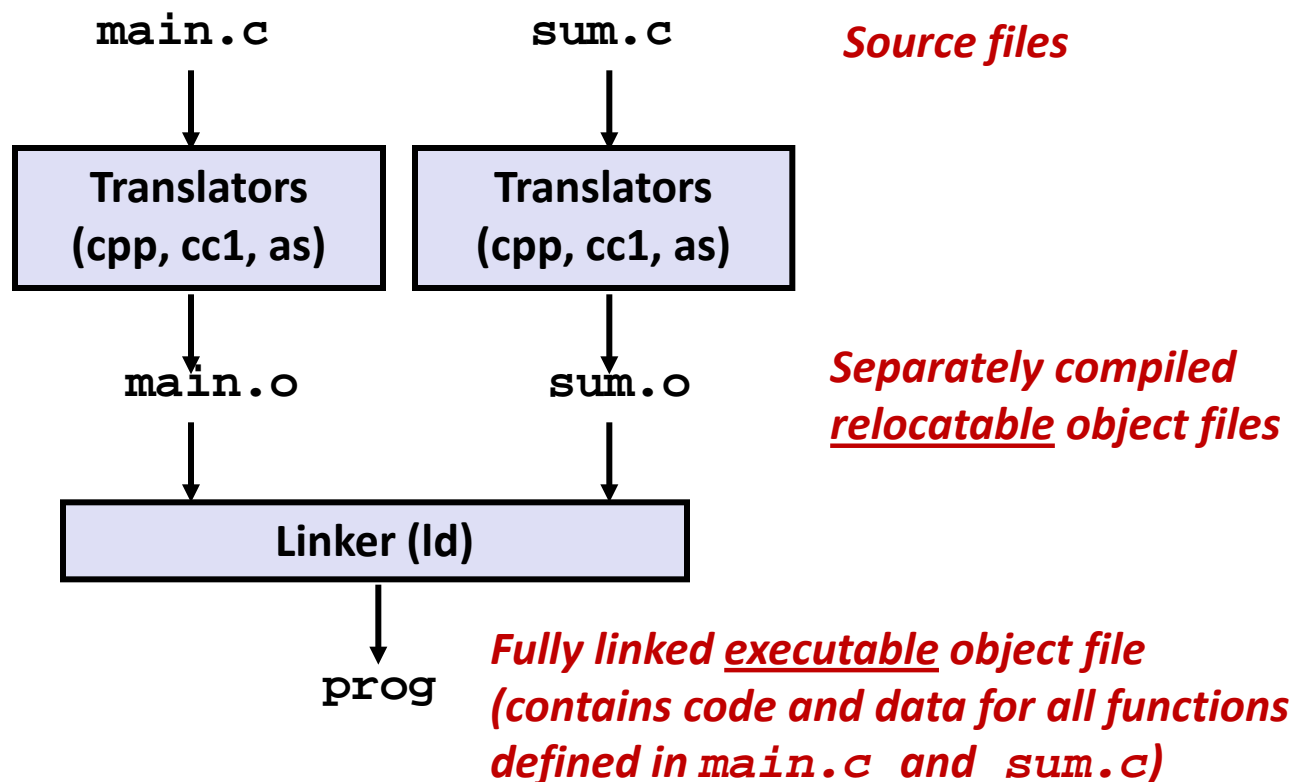 main.c
sum.c
Source files
Translators
(cpp, cc1, as)
Translators
(cpp, cc1, as)
main.o
sum.o
Separately compiled
relocatable object files
Linker (ld)
prog
Fully linked executable object file
(contains code and data for all functions
defined in main.c and sum.c)